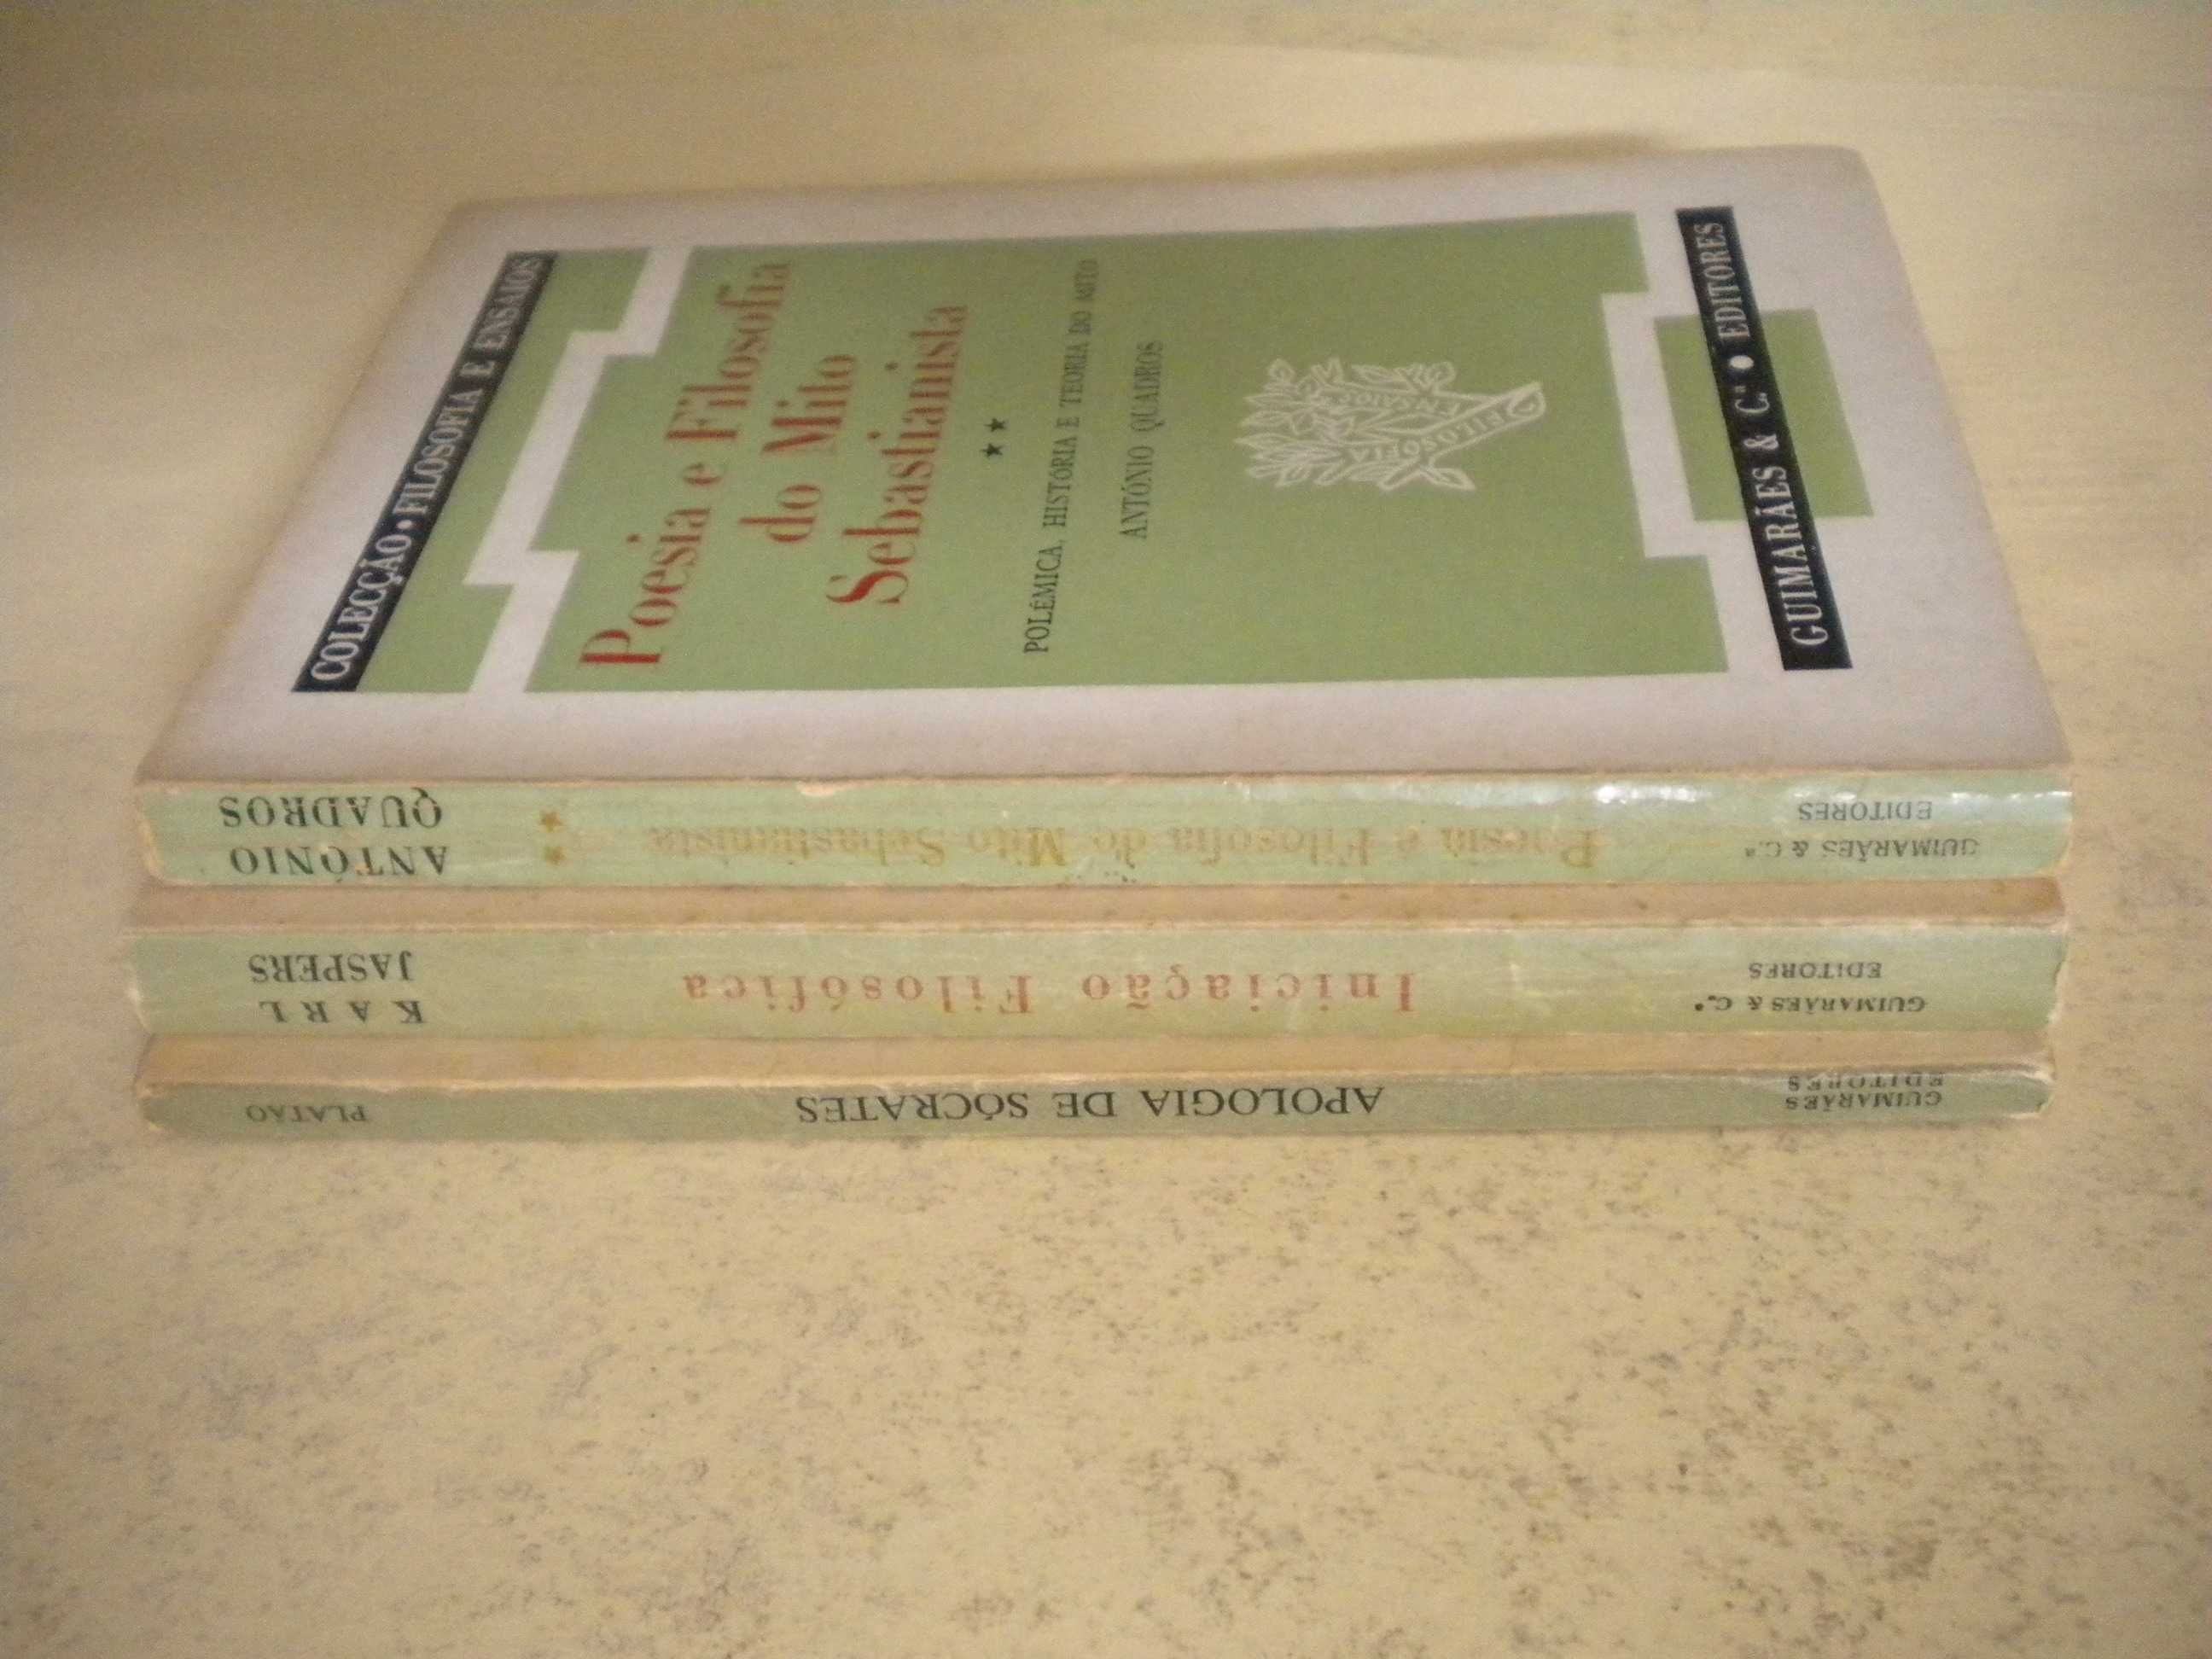 COLECÇÃO • FILOSOFIA E ENSAIOS
Poesia e Filosofia
do Mito
Sebastianista
★★
POLÉMICA, HISTÓRIA E TEORIA DO MITO
ANTÓNIO QUADROS
FILOSOFIA
ENSAIOS
GUIMARÃES & C.ª ● EDITORES
ANTÓNIO
QUADROS
★★
Poesia e Filosofia do Mito Sebastianista
GUIMARÃES & C.ª
EDITORES
KARL
JASPERS
Iniciação Filosófica
GUIMARÃES & C.ª
EDITORES
PLATÃO
APOLOGIA DE SÓCRATES
GUIMARÃES
EDITORES